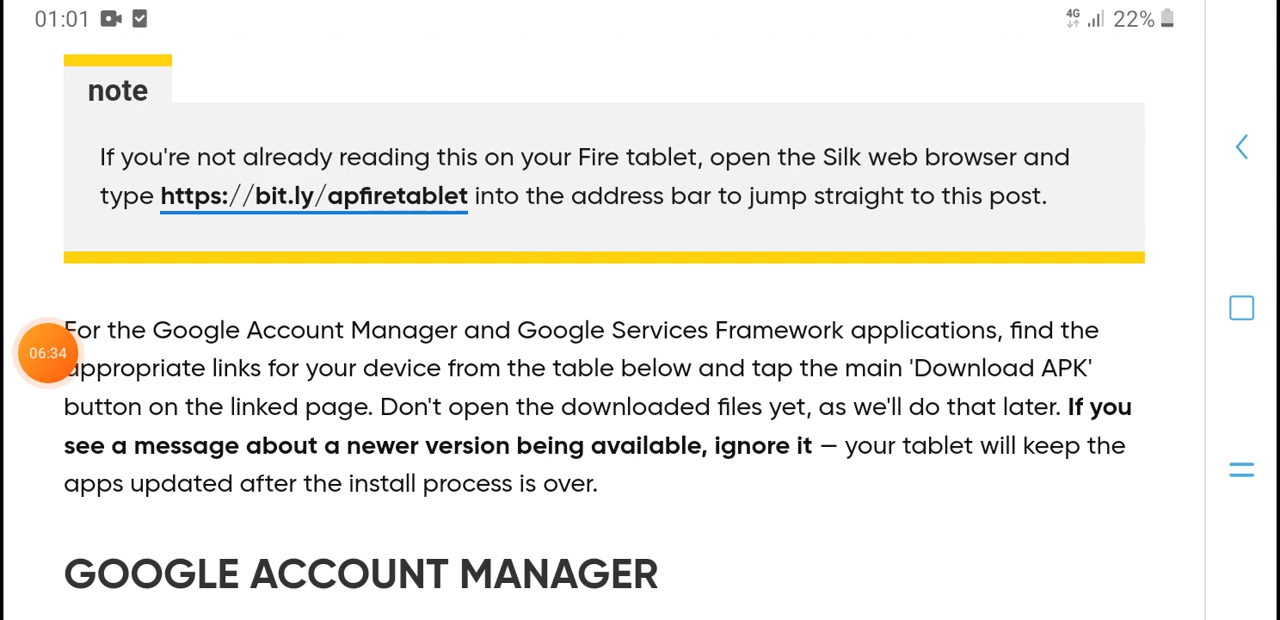 01:01
4G 22%
note
If you're not already reading this on your Fire tablet, open the Silk web browser and
type https://bit.ly/apfiretablet into the address bar to jump straight to this post.
For the Google Account Manager and Google Services Framework applications, find the
06:34
appropriate links for your device from the table below and tap the main 'Download APK'
button on the linked page. Don't open the downloaded files yet, as we'll do that later. If you
see a message about a newer version being available, ignore it — your tablet will keep the
apps updated after the install process is over.
GOOGLE ACCOUNT MANAGER